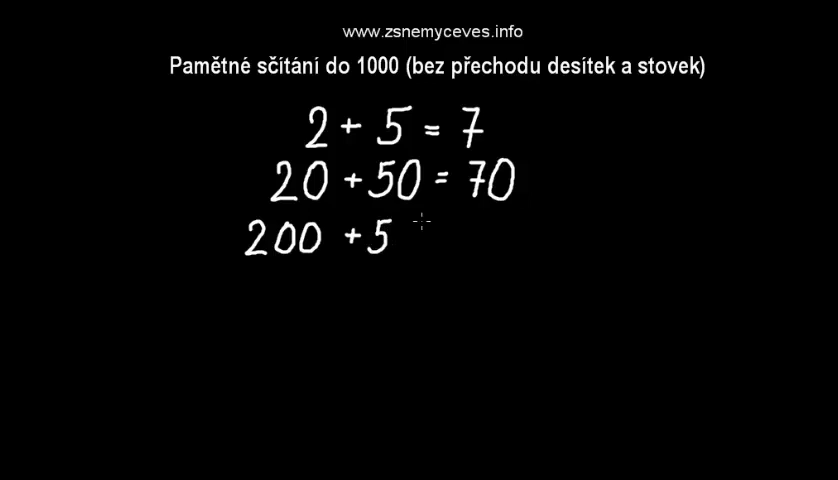 www.zsnemyceves.info
Pamětné sčítání do 1000 (bez přechodu desítek a stovek)
2 + 5 = 7
20 + 50 = 70
200 + 5